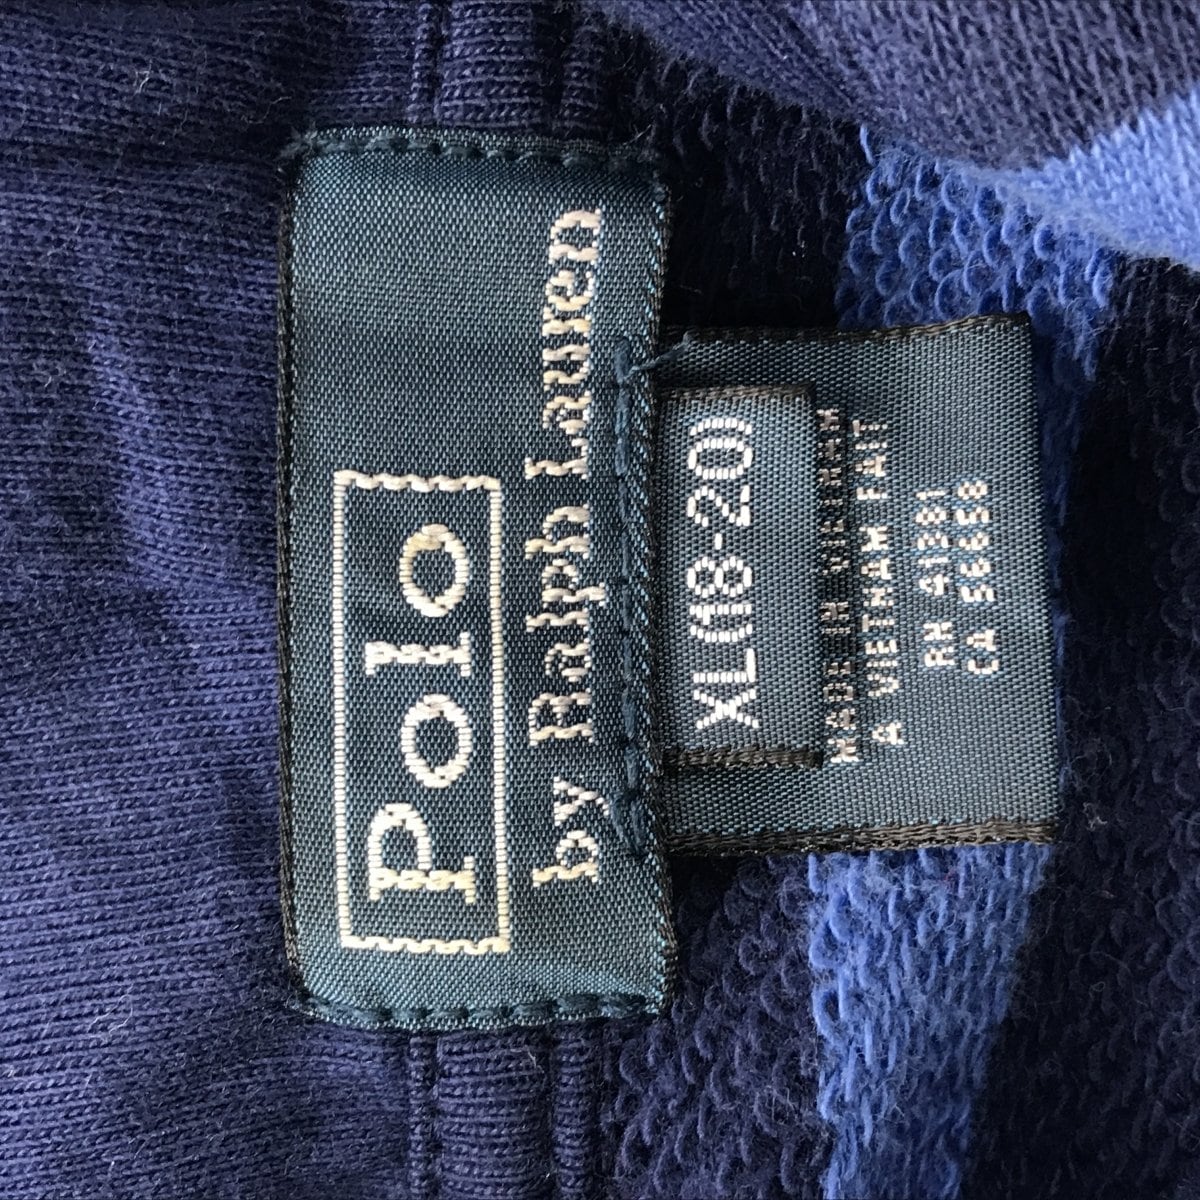 Polo
by Ralph Lauren
XL(18-20)
MADE IN VIETNAM
A VIETNAM FAIT
RN 41381
CA 56658